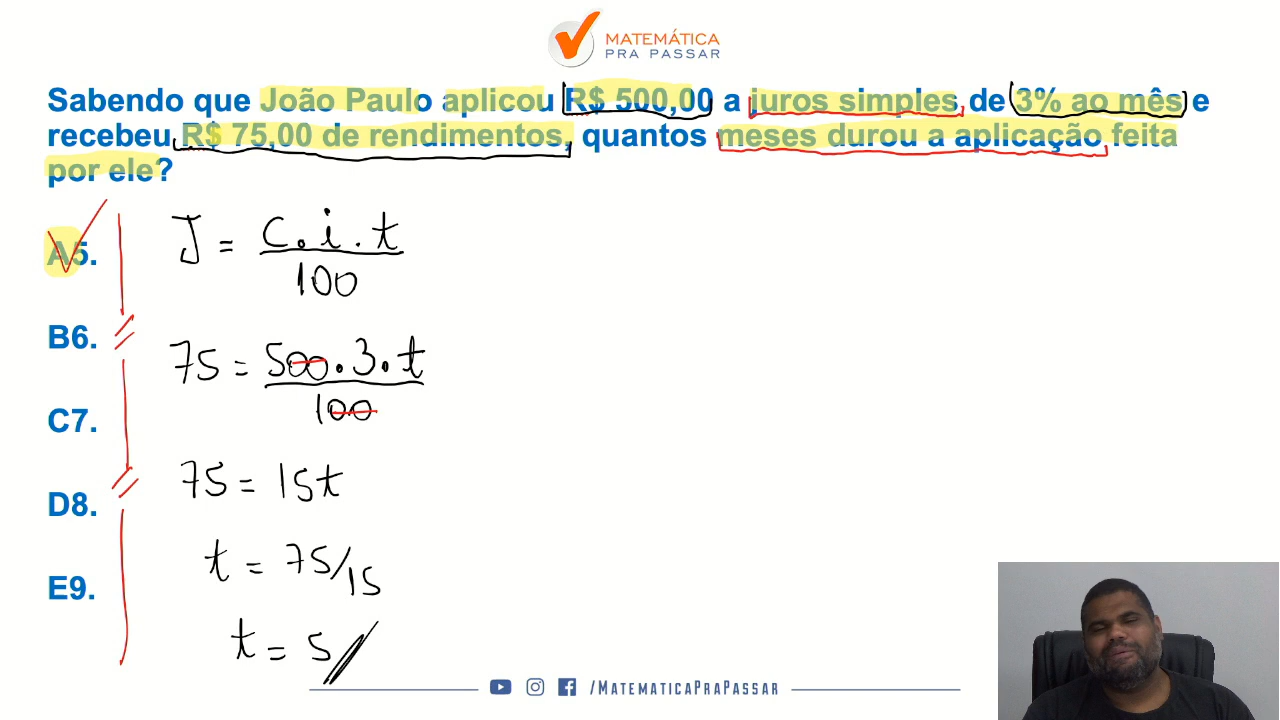 MATEMÁTICA
PRA PASSAR
Sabendo que João Paulo aplicou R$ 500,00 a juros simples de 3% ao mês e
recebeu R$ 75,00 de rendimentos, quantos meses durou a aplicação feita
por ele?
A5.
B6.
C7.
D8.
E9.
J = C.i.t
100
75 = 500.3.t
100
75 = 15t
t = 75/15
t = 5//
/MATEMATICAPRAPASSAR